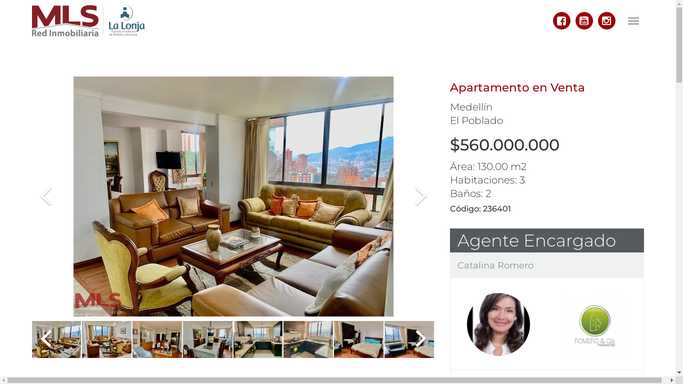 MLS
Red Inmobiliaria
La Lonja
Apartamento en Venta
Medellín
El Poblado
$560.000.000
Área: 130.00 m2
Habitaciones: 3
Baños: 2
Código: 236401
Agente Encargado
Catalina Romero
MLS
ROMERO & Cía